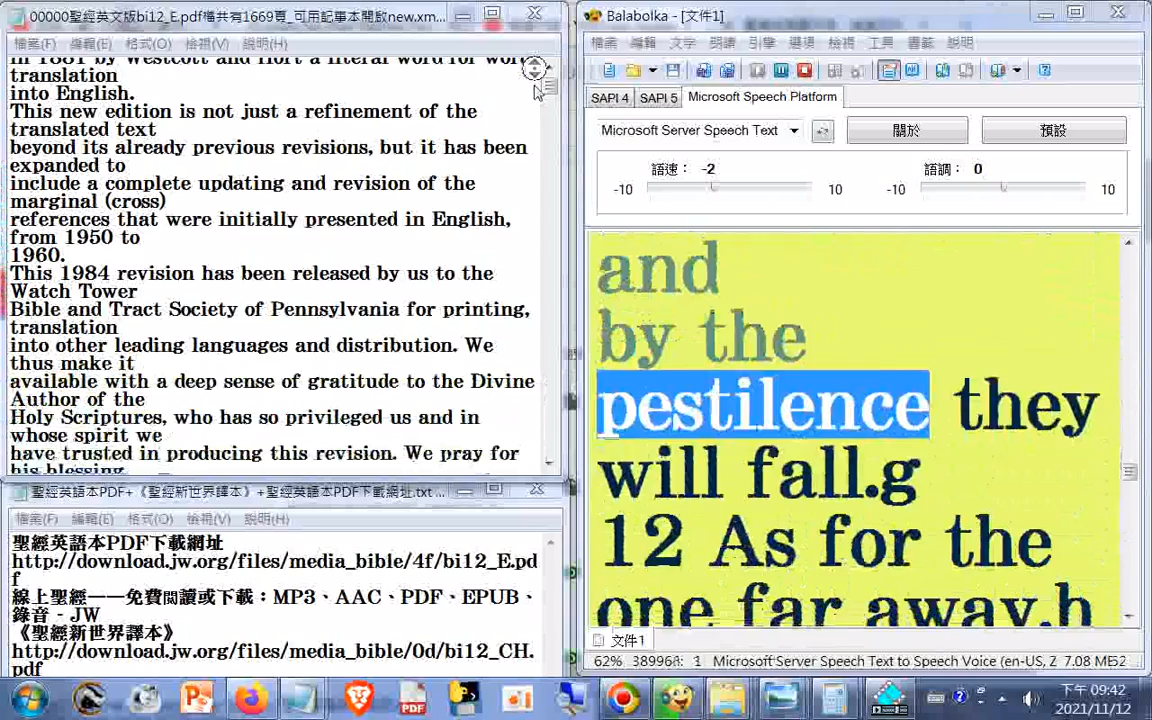 00000聖經英文版bi12_E.pdf檔共有1669頁_可用記事本開啟new.xm...
檔案(F) 編輯(E) 格式(O) 檢視(V) 說明(H)
in 1881 by Westcott and Hort a literal word for word
translation
into English.
This new edition is not just a refinement of the
translated text
beyond its already previous revisions, but it has been
expanded to
include a complete updating and revision of the
marginal (cross)
references that were initially presented in English,
from 1950 to
1960.
This 1984 revision has been released by us to the
Watch Tower
Bible and Tract Society of Pennsylvania for printing,
translation
into other leading languages and distribution. We
thus make it
available with a deep sense of gratitude to the Divine
Author of the
Holy Scriptures, who has so privileged us and in
whose spirit we
have trusted in producing this revision. We pray for
his blessing
聖經英語本PDF+《聖經新世界譯本》+聖經英語本PDF下載網址.txt ...
檔案(F) 編輯(E) 格式(O) 檢視(V) 說明(H)
聖經英語本PDF下載網址
http://download.jw.org/files/media_bible/4f/bi12_E.pd
f
線上聖經——免費閱讀或下載：MP3、AAC、PDF、EPUB、
錄音 - JW
《聖經新世界譯本》
http://download.jw.org/files/media_bible/0d/bi12_CH.
pdf
Balabolka - [文件1]
檔案 編輯 文字 朗讀 引擎 選項 檢視 工具 書籤 說明
SAPI 4 SAPI 5 Microsoft Speech Platform
Microsoft Server Speech Text 關於 預設
語速： -2 語調： 0
-10 10 -10 10
and
by the
pestilence they
will fall.g
12 As for the
one far away,h
文件1
62% 389968: 1 Microsoft Server Speech Text to Speech Voice (en-US, Z 7.08 MB
下午 09:42
2021/11/12